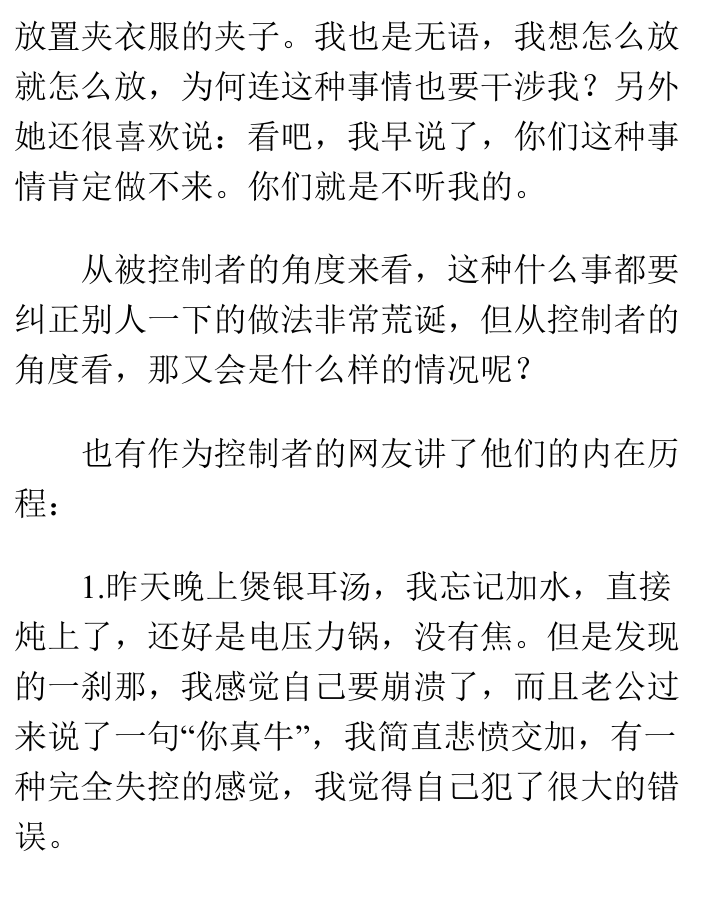 放置夹衣服的夹子。我也是无语，我想怎么放
就怎么放，为何连这种事情也要干涉我？另外
她还很喜欢说：看吧，我早说了，你们这种事
情肯定做不来。你们就是不听我的。
从被控制者的角度来看，这种什么事都要
纠正别人一下的做法非常荒诞，但从控制者的
角度看，那又会是什么样的情况呢？
也有作为控制者的网友讲了他们的内在历
程：
1.昨天晚上煲银耳汤，我忘记加水，直接
炖上了，还好是电压力锅，没有焦。但是发现
的一刹那，我感觉自己要崩溃了，而且老公过
来说了一句“你真牛”，我简直悲愤交加，有一
种完全失控的感觉，我觉得自己犯了很大的错
误。